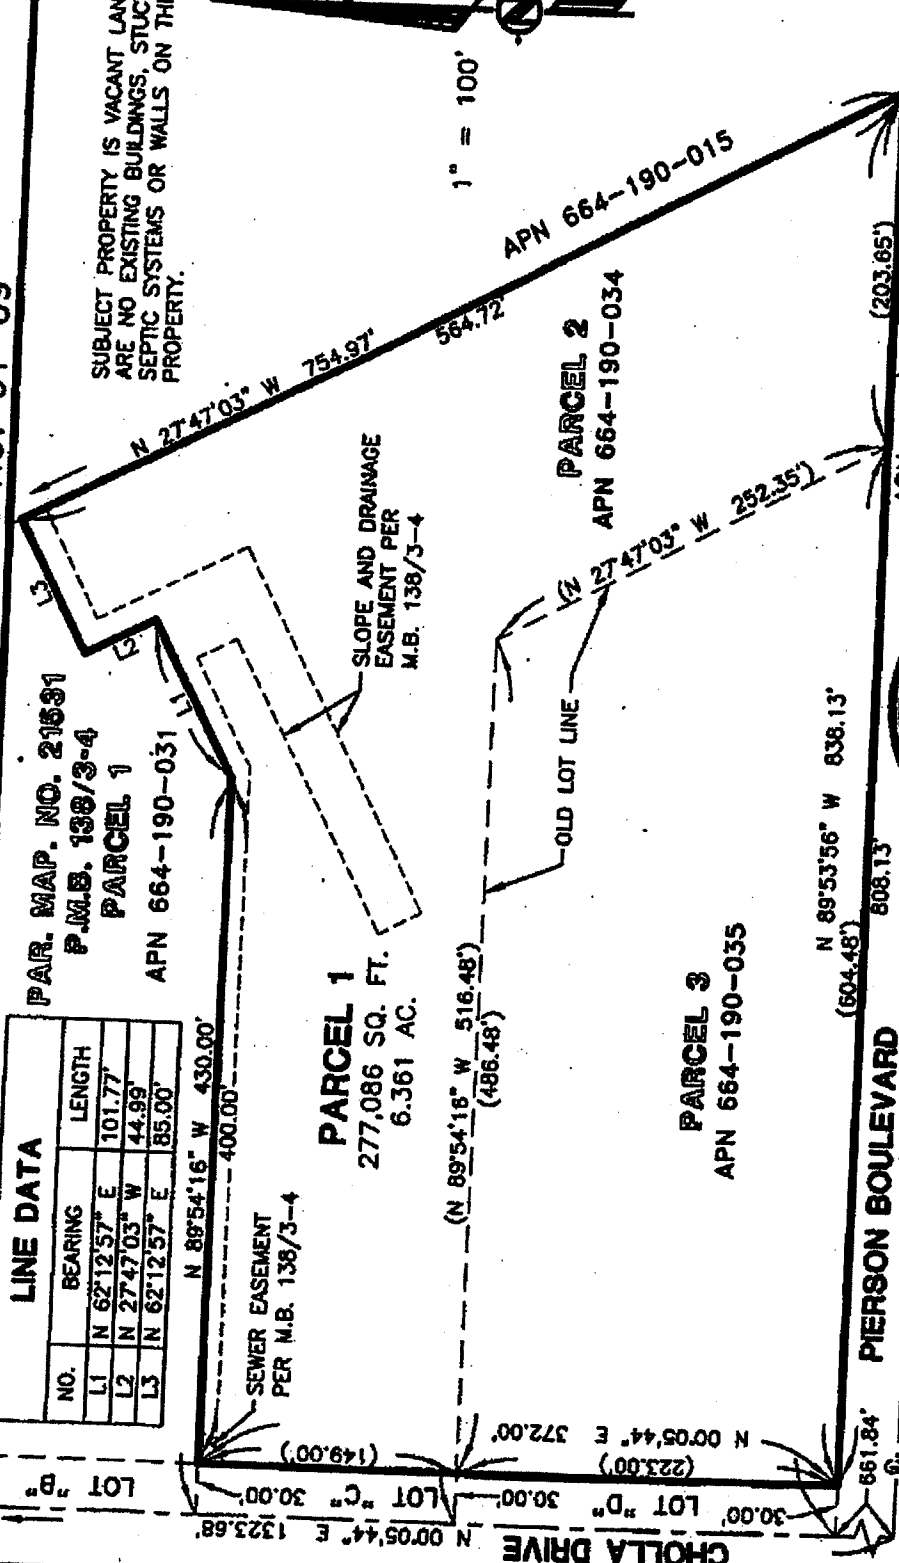 SUBJECT PROPERTY IS VACANT LAN
ARE NO EXISTING BUILDINGS, STUCT
SEPTIC SYSTEMS OR WALLS ON THE
PROPERTY.
N
1" = 100'
APN 664-190-015
N 27°47'03" W 754.97'
564.72'
PARCEL 2
APN 664-190-034
(203.65')
(N 27°47'03" W 252.35')
SLOPE AND DRAINAGE
EASEMENT PER
M.B. 138/3-4
L3
L2
L1
PAR. MAP. NO. 21531
P.M.B. 138/3-4
PARCEL 1
APN 664-190-031
OLD LOT LINE
LINE DATA
NO. BEARING LENGTH
L1 N 62°12'57" E 101.77'
L2 N 27°47'03" W 44.99'
L3 N 62°12'57" E 85.00'
N 89°54'16" W 430.00'
400.00'
PARCEL 1
277,086 SQ. FT.
6.361 AC.
(N 89°54'16" W 516.48')
(486.48')
PARCEL 3
APN 664-190-035
N 89°53'56" W 838.13'
(604.48')
808.13'
PIERSON BOULEVARD
SEWER EASEMENT
PER M.B. 138/3-4
(149.00')
N 00°05'44" E 372.00'
(223.00')
LOT "B"
30.00'
LOT "C"
30.00'
LOT "D"
30.00'
661.84'
N 00°05'44" E 1323.68'
CHOLLA DRIVE